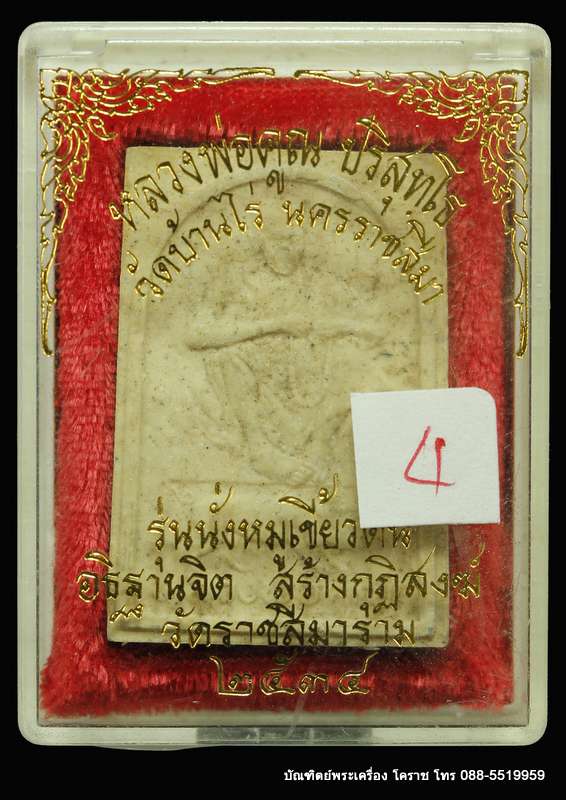 หลวงพ่อคูณ ปริสุทฺโธ
วัดบ้านไร่ นครราชสีมา
4
รุ่นนั่งหมูเขี้ยวตัน
อธิฐานจิต สร้างกุฏิสงฆ์
วัดราชสีมาราม
๒๕๓๔
บัณฑิตย์พระเครื่อง โคราช โทร 088-5519959